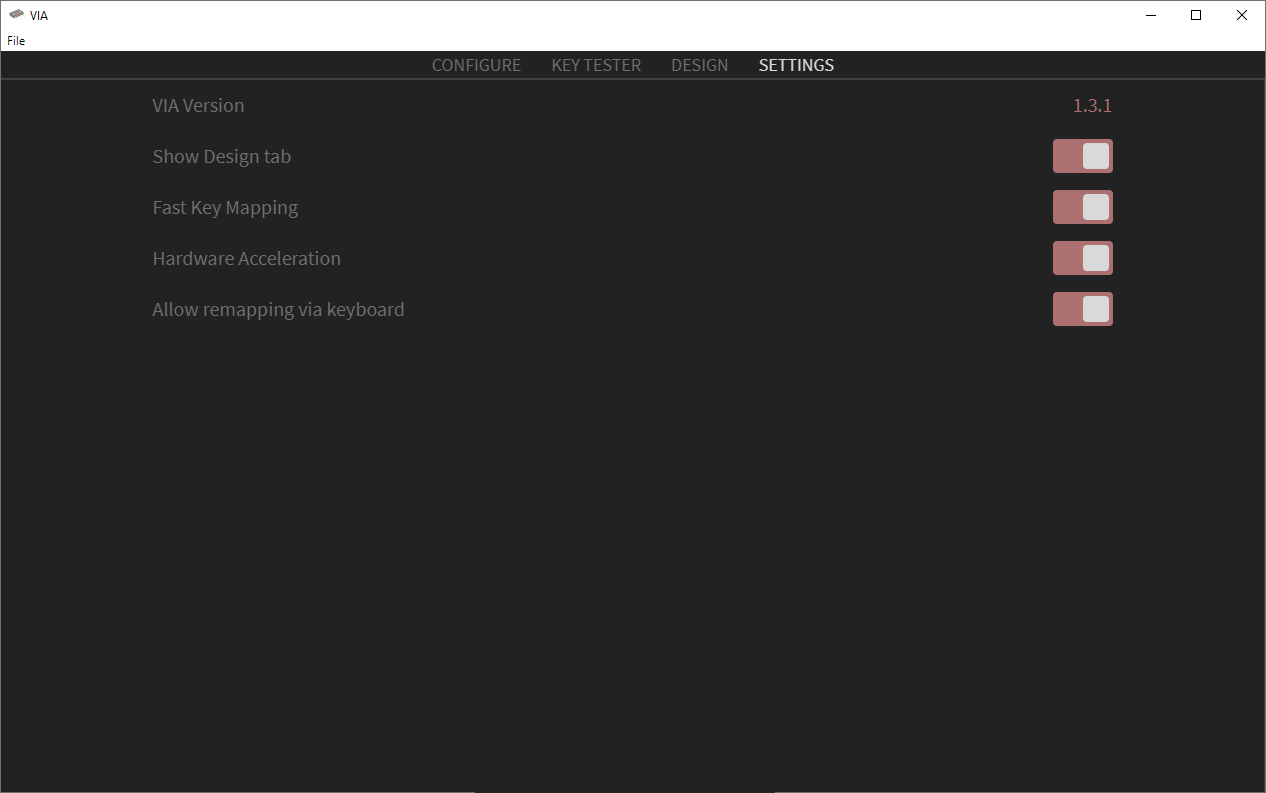 VIA
File
CONFIGURE KEY TESTER DESIGN SETTINGS
VIA Version 1.3.1
Show Design tab
Fast Key Mapping
Hardware Acceleration
Allow remapping via keyboard